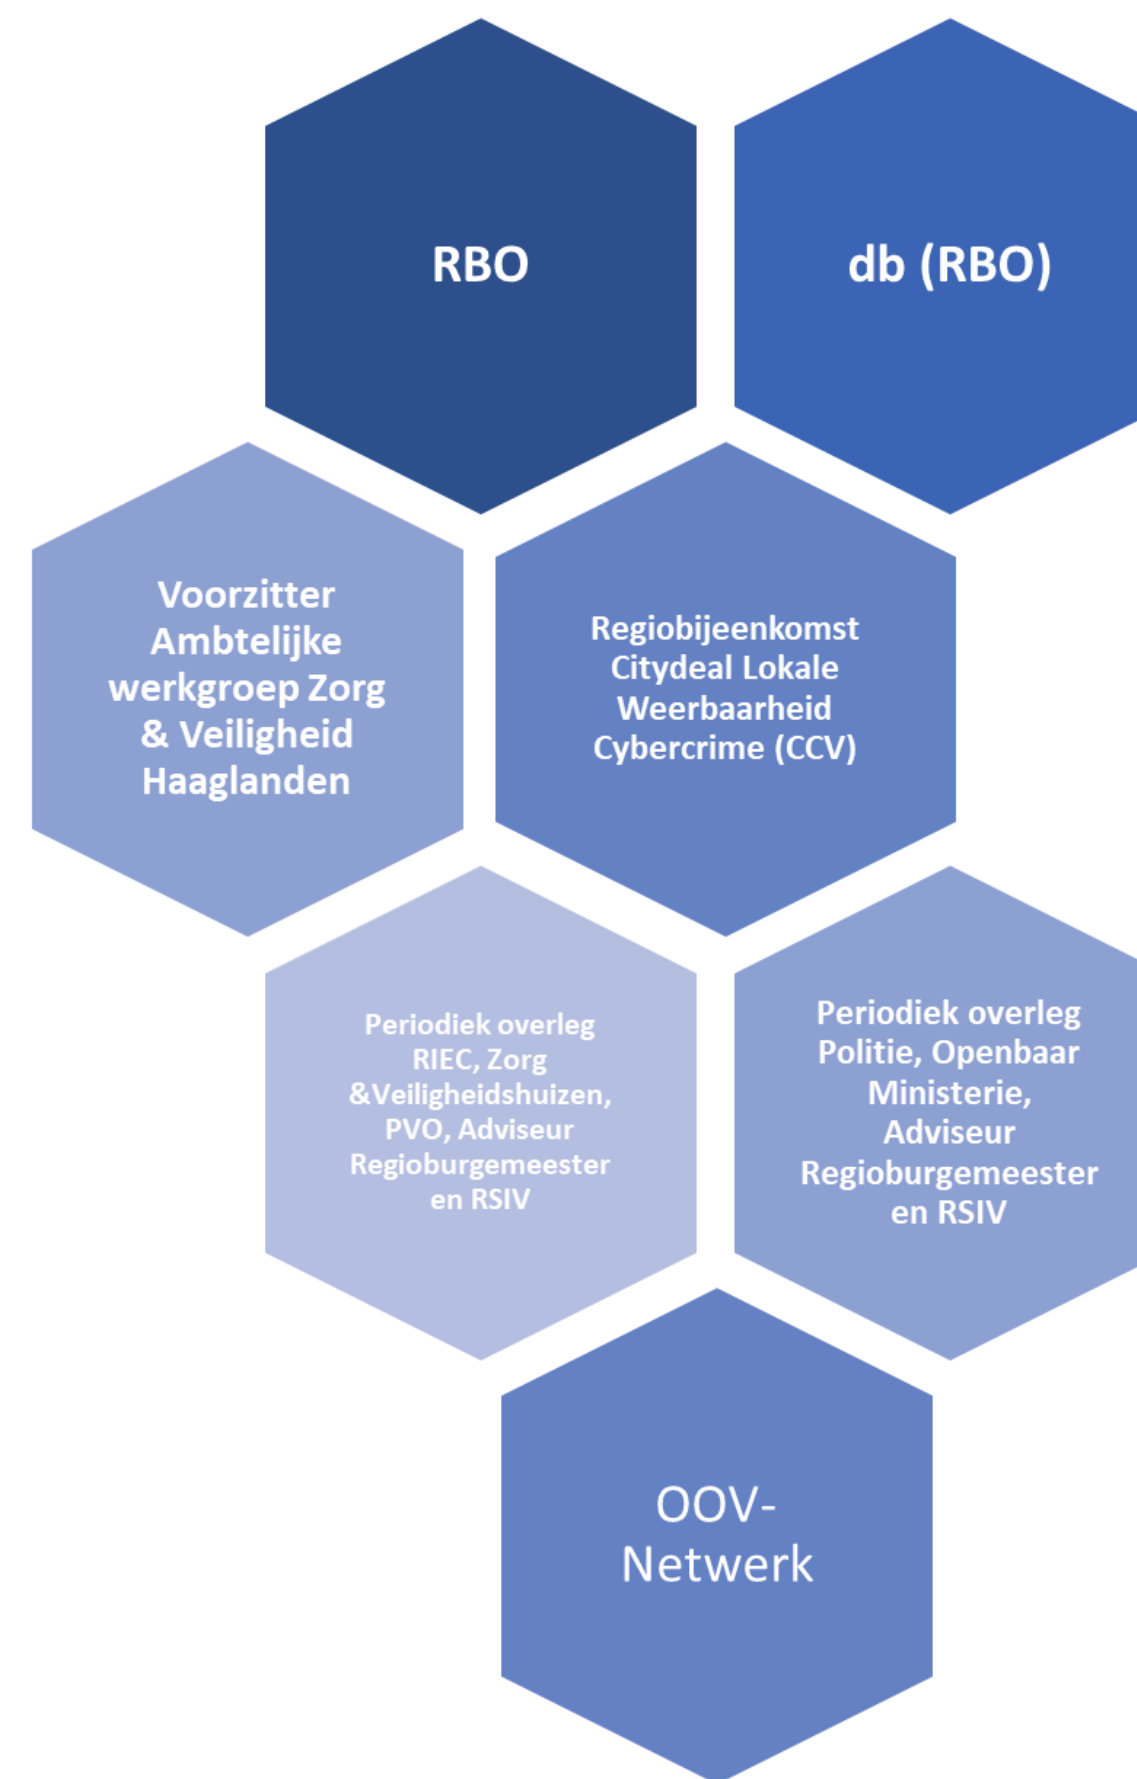 RBO
db (RBO)
Voorzitter
Ambtelijke
werkgroep Zorg
& Veiligheid
Haaglanden
Regiobijeenkomst
Citydeal Lokale
Weerbaarheid
Cybercrime (CCV)
Periodiek overleg
RIEC, Zorg
&Veiligheidshuizen,
PVO, Adviseur
Regioburgemeester
en RSIV
Periodiek overleg
Politie, Openbaar
Ministerie,
Adviseur
Regioburgemeester
en RSIV
OOV-
Netwerk